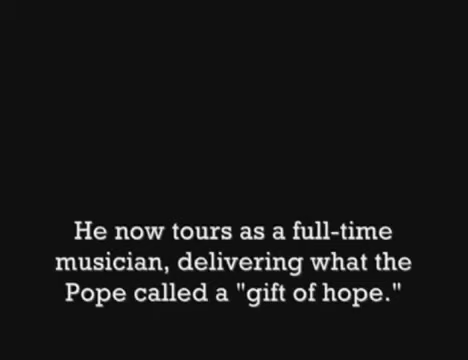 He now tours as a full-time
musician, delivering what the
Pope called a "gift of hope."